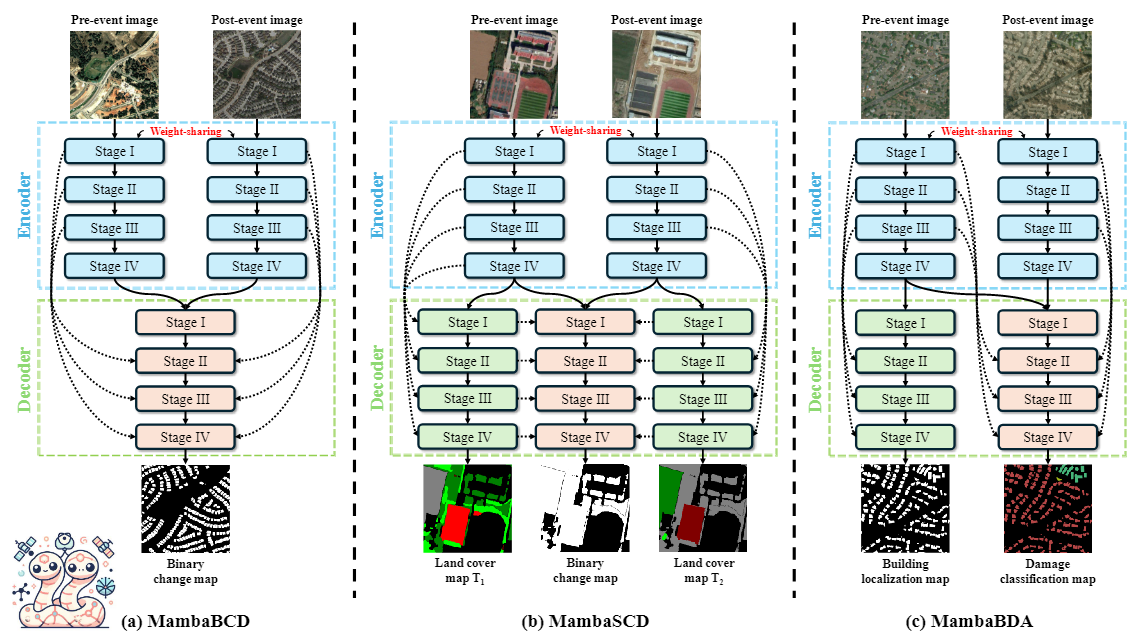 Pre-event image
Post-event image
Weight-sharing
Encoder
Stage I
Stage I
Stage II
Stage II
Stage III
Stage III
Stage IV
Stage IV
Decoder
Stage I
Stage II
Stage III
Stage IV
Binary
change map
(a) MambaBCD
Pre-event image
Post-event image
Weight-sharing
Encoder
Stage I
Stage I
Stage II
Stage II
Stage III
Stage III
Stage IV
Stage IV
Decoder
Stage I
Stage I
Stage I
Stage II
Stage II
Stage II
Stage III
Stage III
Stage III
Stage IV
Stage IV
Stage IV
Land cover
map T₁
Binary
change map
Land cover
map T₂
(b) MambaSCD
Pre-event image
Post-event image
Weight-sharing
Encoder
Stage I
Stage I
Stage II
Stage II
Stage III
Stage III
Stage IV
Stage IV
Decoder
Stage I
Stage I
Stage II
Stage II
Stage III
Stage III
Stage IV
Stage IV
Building
localization map
Damage
classification map
(c) MambaBDA